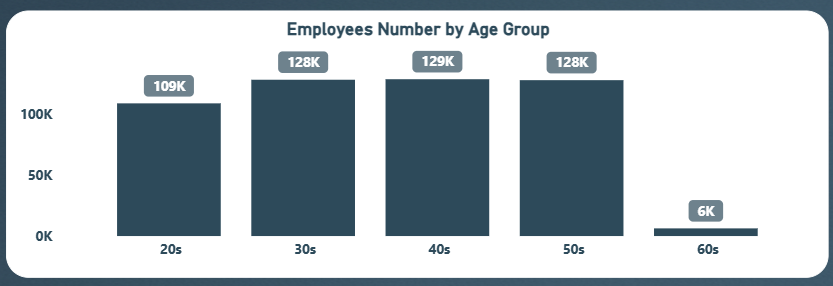 Employees Number by Age Group
109K
128K
129K
128K
6K
100K
50K
0K
20s
30s
40s
50s
60s